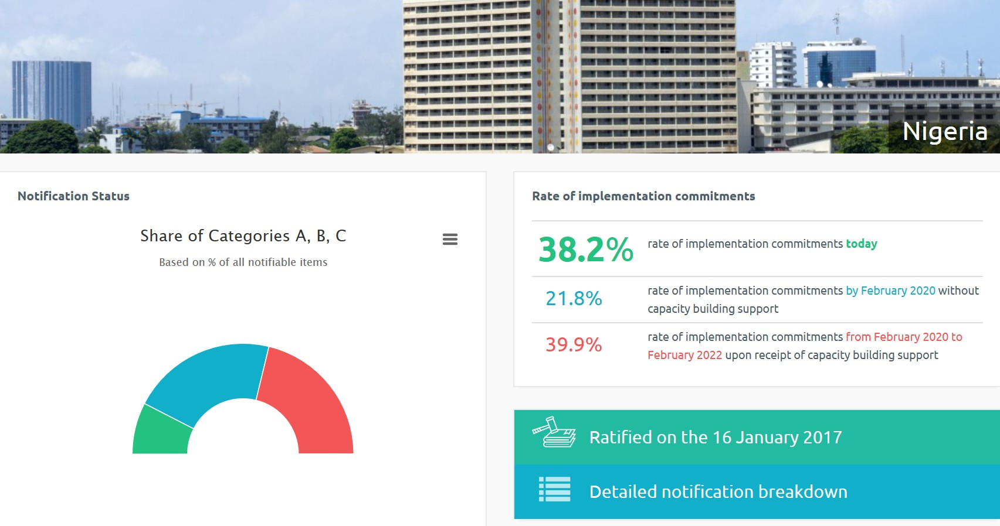 Nigeria
Notification Status
Share of Categories A, B, C
Based on % of all notifiable items
Rate of implementation commitments
38.2%
rate of implementation commitments today
21.8%
rate of implementation commitments by February 2020 without
capacity building support
39.9%
rate of implementation commitments from February 2020 to
February 2022 upon receipt of capacity building support
Ratified on the 16 January 2017
Detailed notification breakdown